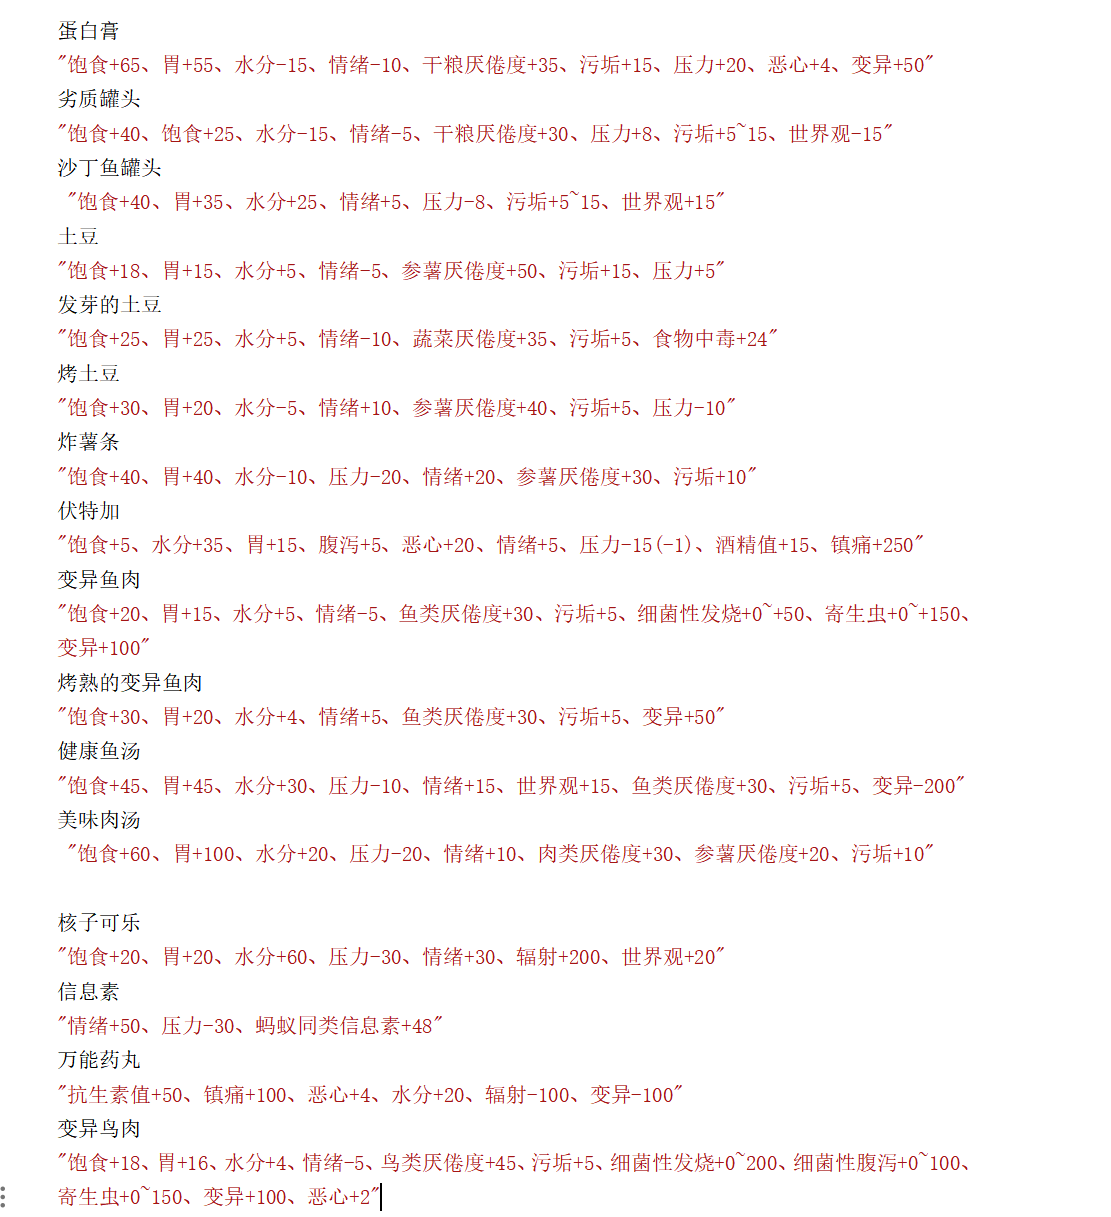 蛋白膏
"饱食+65、胃+55、水分-15、情绪-10、干粮厌倦度+35、污垢+15、压力+20、恶心+4、变异+50"
劣质罐头
"饱食+40、饱食+25、水分-15、情绪-5、干粮厌倦度+30、压力+8、污垢+5~15、世界观-15"
沙丁鱼罐头
"饱食+40、胃+35、水分+25、情绪+5、压力-8、污垢+5~15、世界观+15"
土豆
"饱食+18、胃+15、水分+5、情绪-5、参薯厌倦度+50、污垢+15、压力+5"
发芽的土豆
"饱食+25、胃+25、水分+5、情绪-10、蔬菜厌倦度+35、污垢+5、食物中毒+24"
烤土豆
"饱食+30、胃+20、水分-5、情绪+10、参薯厌倦度+40、污垢+5、压力-10"
炸薯条
"饱食+40、胃+40、水分-10、压力-20、情绪+20、参薯厌倦度+30、污垢+10"
伏特加
"饱食+5、水分+35、胃+15、腹泻+5、恶心+20、情绪+5、压力-15(-1)、酒精值+15、镇痛+250"
变异鱼肉
"饱食+20、胃+15、水分+5、情绪-5、鱼类厌倦度+30、污垢+5、细菌性发烧+0~+50、寄生虫+0~+150、
变异+100"
烤熟的变异鱼肉
"饱食+30、胃+20、水分+4、情绪+5、鱼类厌倦度+30、污垢+5、变异+50"
健康鱼汤
"饱食+45、胃+45、水分+30、压力-10、情绪+15、世界观+15、鱼类厌倦度+30、污垢+5、变异-200"
美味肉汤
"饱食+60、胃+100、水分+20、压力-20、情绪+10、肉类厌倦度+30、参薯厌倦度+20、污垢+10"
核子可乐
"饱食+20、胃+20、水分+60、压力-30、情绪+30、辐射+200、世界观+20"
信息素
"情绪+50、压力-30、蚂蚁同类信息素+48"
万能药丸
"抗生素值+50、镇痛+100、恶心+4、水分+20、辐射-100、变异-100"
变异鸟肉
"饱食+18、胃+16、水分+4、情绪-5、鸟类厌倦度+45、污垢+5、细菌性发烧+0~200、细菌性腹泻+0~100、
寄生虫+0~150、变异+100、恶心+2"